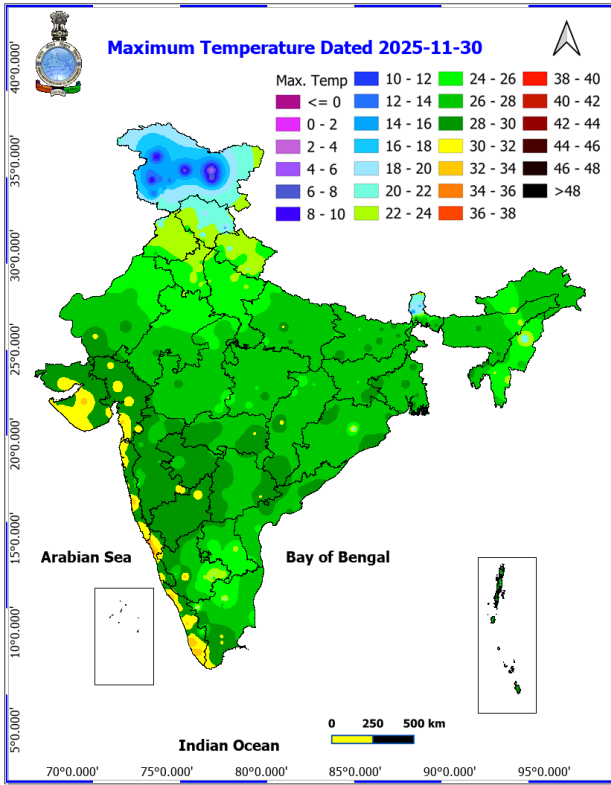 Maximum Temperature Dated 2025-11-30
Max. Temp
<= 0
0 - 2
2 - 4
4 - 6
6 - 8
8 - 10
10 - 12
12 - 14
14 - 16
16 - 18
18 - 20
20 - 22
22 - 24
24 - 26
26 - 28
28 - 30
30 - 32
32 - 34
34 - 36
36 - 38
38 - 40
40 - 42
42 - 44
44 - 46
46 - 48
>48
40°0.000'
35°0.000'
30°0.000'
25°0.000'
20°0.000'
15°0.000'
10°0.000'
5°0.000'
Arabian Sea
Bay of Bengal
Indian Ocean
0 250 500 km
70°0.000' 75°0.000' 80°0.000' 85°0.000' 90°0.000' 95°0.000'